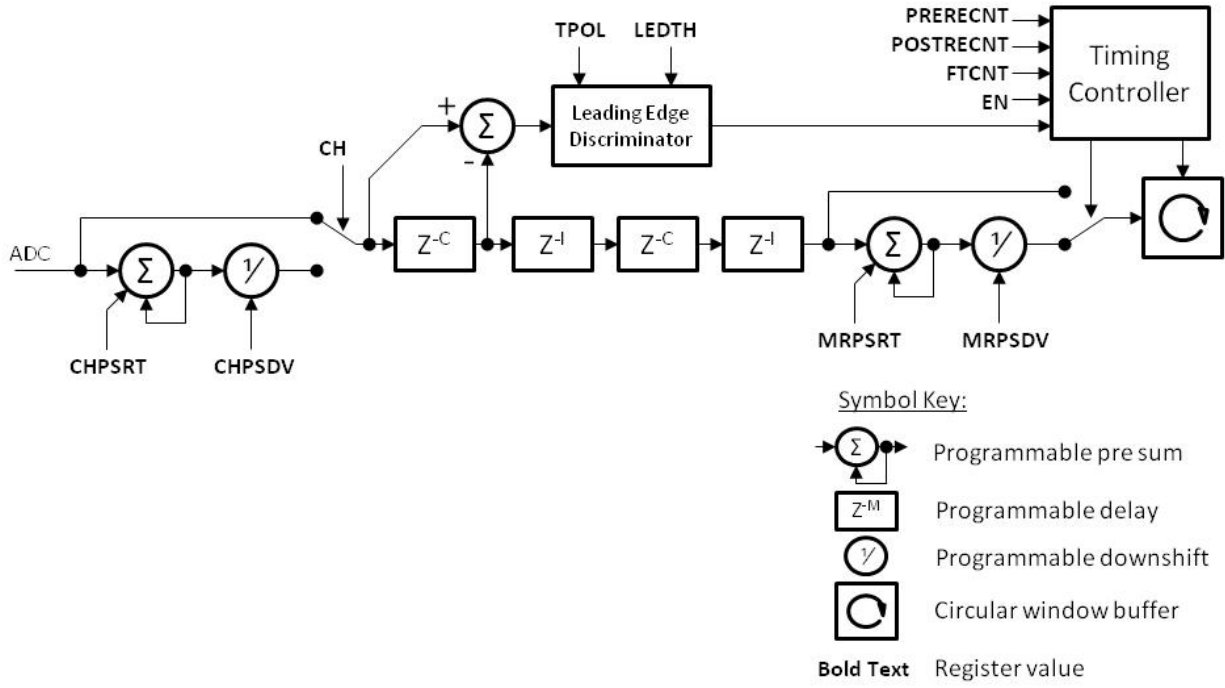 PRERECNT
POSTRECNT
FTCNT
EN
Timing
Controller
TPOL
LEDTH
+
Σ
-
Leading Edge
Discriminator
CH
ADC
Σ
1/
CHPSRT
CHPSDV
Z-C
Z-I
Z-C
Z-I
Σ
1/
MRPSRT
MRPSDV
Symbol Key:
Σ
Programmable pre sum
Z-M
Programmable delay
1/
Programmable downshift
Circular window buffer
Bold Text
Register value